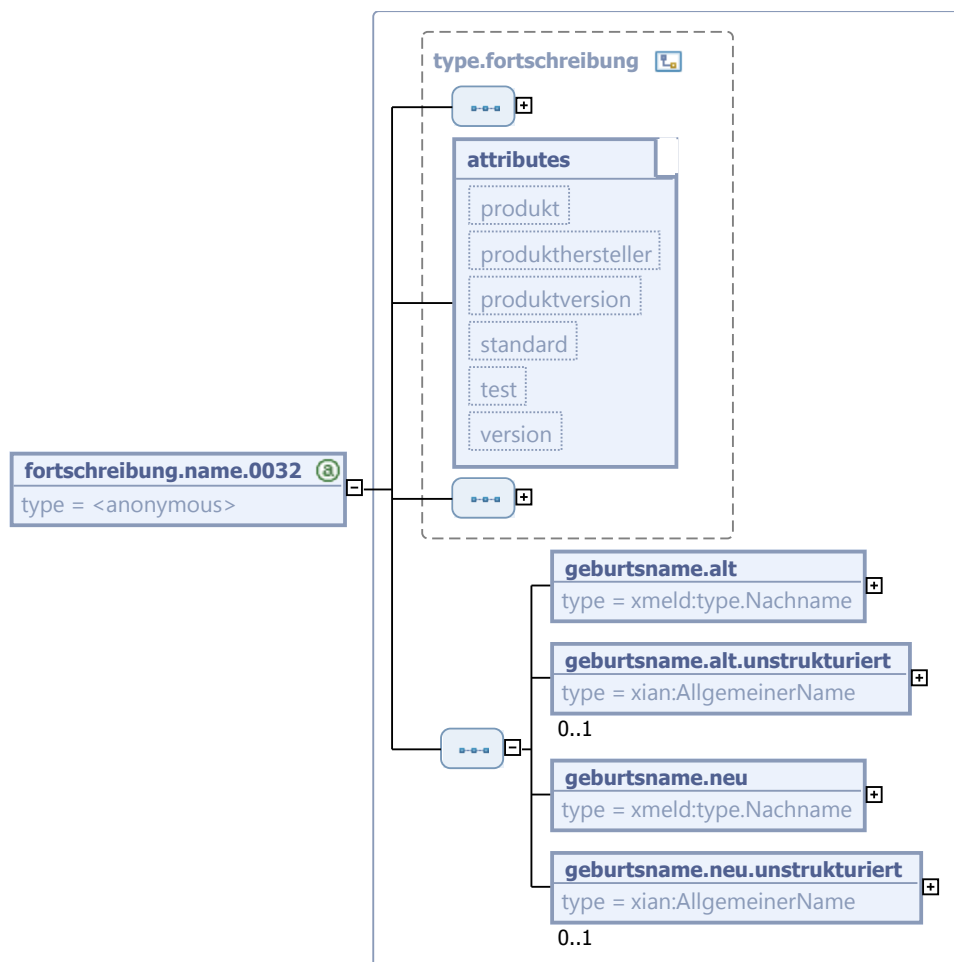 type.fortschreibung
attributes
produkt
produkthersteller
produktversion
standard
test
version
fortschreibung.name.0032 a
type = <anonymous>
geburtsname.alt
type = xmeld:type.Nachname
geburtsname.alt.unstrukturiert
type = xian:AllgemeinerName
0..1
geburtsname.neu
type = xmeld:type.Nachname
geburtsname.neu.unstrukturiert
type = xian:AllgemeinerName
0..1